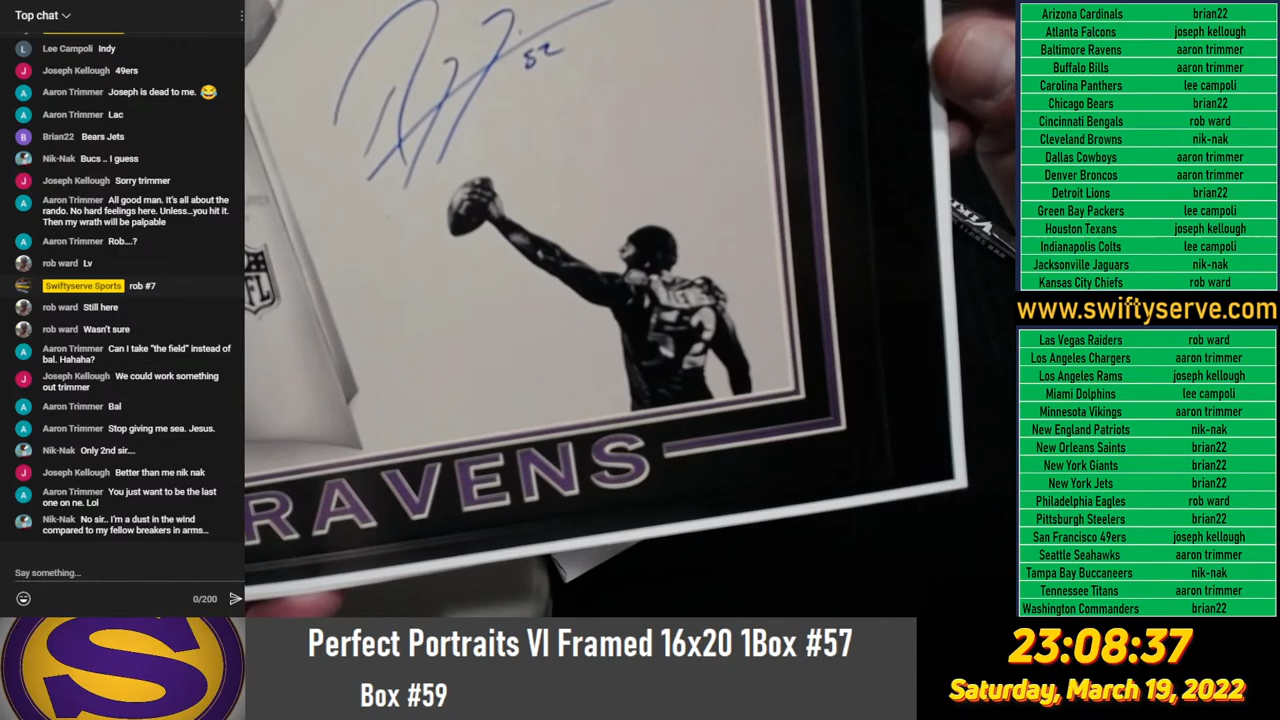 Top chat
Lee Campoli Indy
Joseph Kellough 49ers
Aaron Trimmer Joseph is dead to me. 😂
Aaron Trimmer Lac
Brian22 Bears Jets
Nik-Nak Bucs .. I guess
Joseph Kellough Sorry trimmer
Aaron Trimmer All good man. It's all about the
rando. No hard feelings here. Unless...you hit it.
Then my wrath will be palpable
Aaron Trimmer Rob....?
rob ward Lv
Swiftyserve Sports rob #7
rob ward Still here
rob ward Wasn't sure
Aaron Trimmer Can I take "the field" instead of
bal. Hahaha?
Joseph Kellough We could work something
out trimmer
Aaron Trimmer Bal
Aaron Trimmer Stop giving me sea. Jesus.
Nik-Nak Only 2nd sir....
Joseph Kellough Better than me nik nak
Aaron Trimmer You just want to be the last
one on ne. Lol
Nik-Nak No sir.. I'm a dust in the wind
compared to my fellow breakers in arms...
Say something...
0/200
52
NFL
52
RAVENS
Arizona Cardinals brian22
Atlanta Falcons joseph kellough
Baltimore Ravens aaron trimmer
Buffalo Bills aaron trimmer
Carolina Panthers lee campoli
Chicago Bears brian22
Cincinnati Bengals rob ward
Cleveland Browns nik-nak
Dallas Cowboys aaron trimmer
Denver Broncos aaron trimmer
Detroit Lions brian22
Green Bay Packers lee campoli
Houston Texans joseph kellough
Indianapolis Colts lee campoli
Jacksonville Jaguars nik-nak
Kansas City Chiefs rob ward
www.swiftyserve.com
Las Vegas Raiders rob ward
Los Angeles Chargers aaron trimmer
Los Angeles Rams joseph kellough
Miami Dolphins lee campoli
Minnesota Vikings aaron trimmer
New England Patriots nik-nak
New Orleans Saints brian22
New York Giants brian22
New York Jets brian22
Philadelphia Eagles rob ward
Pittsburgh Steelers brian22
San Francisco 49ers joseph kellough
Seattle Seahawks aaron trimmer
Tampa Bay Buccaneers nik-nak
Tennessee Titans aaron trimmer
Washington Commanders brian22
S
Perfect Portraits VI Framed 16x20 1Box #57
Box #59
23:08:37
Saturday, March 19, 2022